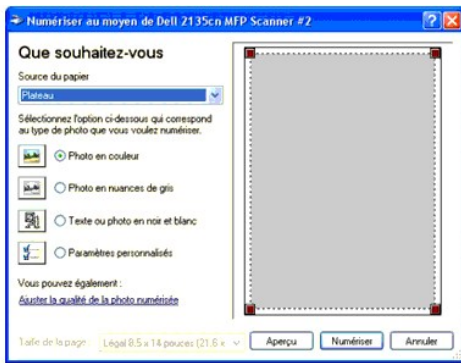 Numériser au moyen de Dell 2135cn MFP Scanner #2
Que souhaitez-vous
Source du papier
Plateau
Sélectionnez l'option ci-dessous qui correspond
au type de photo que vous voulez numériser.
Photo en couleur
Photo en nuances de gris
Texte ou photo en noir et blanc
Paramètres personnalisés
Vous pouvez également :
Ajuster la qualité de la photo numérisée
Taille de la page : Légal 8,5 x 14 pouces (21.6 x
Aperçu
Numériser
Annuler